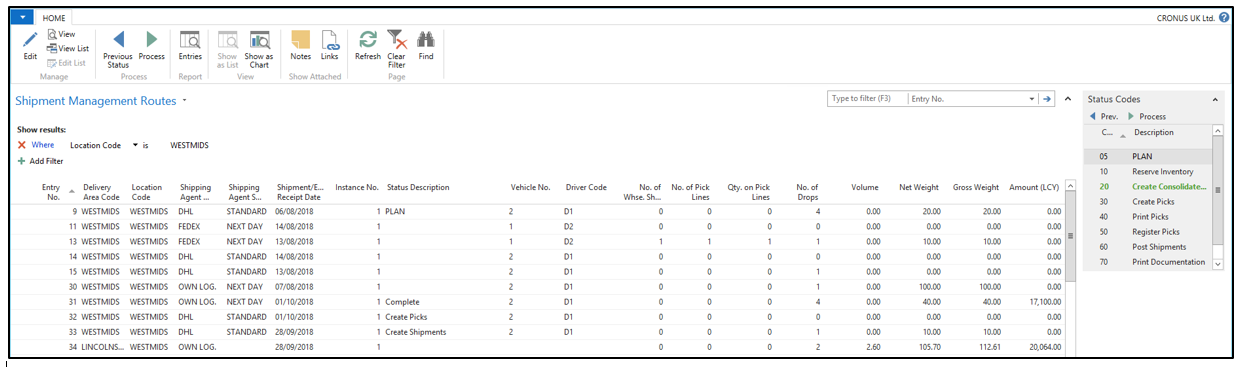 HOME CRONUS UK Ltd. ?
View
View List
Edit List
Edit Previous Status Process Entries Show as List Show as Chart Notes Links Refresh Clear Filter Find
Manage Process Report View Show Attached Page
Shipment Management Routes
Type to filter (F3) Entry No.
Show results:
Where Location Code is WESTMIDS
Add Filter
Entry No. Delivery Area Code Location Code Shipping Agent ... Shipping Agent S... Shipment/E... Receipt Date Instance No. Status Description Vehicle No. Driver Code No. of Whse. Sh... No. of Pick Lines Qty. on Pick Lines No. of Drops Volume Net Weight Gross Weight Amount (LCY)
9 WESTMIDS WESTMIDS DHL STANDARD 06/08/2018 1 PLAN 2 D1 0 0 0 4 0.00 20.00 20.00 0.00
11 WESTMIDS WESTMIDS FEDEX NEXT DAY 14/08/2018 1 1 D2 0 0 0 0 0.00 0.00 0.00 0.00
13 WESTMIDS WESTMIDS FEDEX NEXT DAY 13/08/2018 1 1 D2 1 1 1 1 0.00 10.00 10.00 0.00
14 WESTMIDS WESTMIDS DHL STANDARD 14/08/2018 1 2 D1 0 0 0 0 0.00 0.00 0.00 0.00
15 WESTMIDS WESTMIDS DHL STANDARD 13/08/2018 1 2 D1 0 0 0 1 0.00 0.00 0.00 0.00
30 WESTMIDS WESTMIDS OWN LOG. NEXT DAY 07/08/2018 1 2 D1 0 0 0 1 0.00 100.00 100.00 0.00
31 WESTMIDS WESTMIDS OWN LOG. NEXT DAY 01/10/2018 1 Complete 2 D1 0 0 0 4 0.00 40.00 40.00 17,100.00
32 WESTMIDS WESTMIDS DHL STANDARD 01/10/2018 1 Create Picks 2 D1 0 0 0 0 0.00 0.00 0.00 0.00
33 WESTMIDS WESTMIDS DHL STANDARD 28/09/2018 1 Create Shipments 2 D1 0 0 0 1 0.00 10.00 10.00 0.00
34 LINCOLNS... WESTMIDS OWN LOG. 28/09/2018 1 0 0 0 2 2.60 105.70 112.61 20,064.00
Status Codes
Prev. Process
C... Description
05 PLAN
10 Reserve Inventory
20 Create Consolidate...
30 Create Picks
40 Print Picks
50 Register Picks
60 Post Shipments
70 Print Documentation